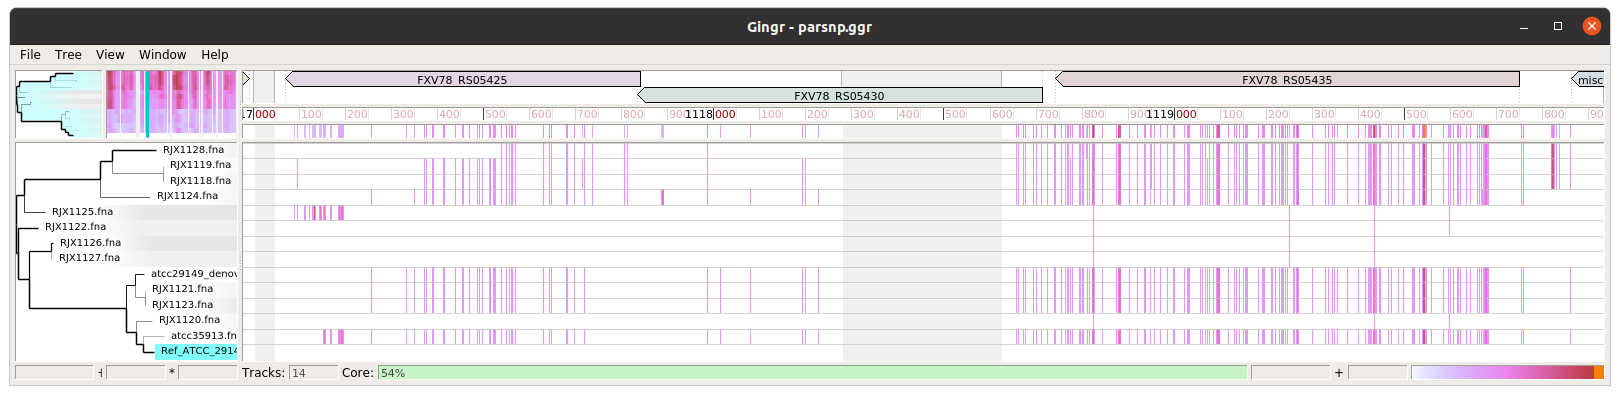 Gingr - parsnp.ggr
File Tree View Window Help
FXV78_RS05425 FXV78_RS05435 misc
FXV78_RS05430
17000 100 200 300 400 500 600 700 800 900 1118000 100 200 300 400 500 600 700 800 900 1119000 100 200 300 400 500 600 700 800 90
RJX1128.fna
RJX1119.fna
RJX1118.fna
RJX1124.fna
RJX1125.fna
RJX1122.fna
RJX1126.fna
RJX1127.fna
atcc29149_denov
RJX1121.fna
RJX1123.fna
RJX1120.fna
atcc35913.fn
Ref_ATCC_2914
* Tracks: 14 Core: 54% +